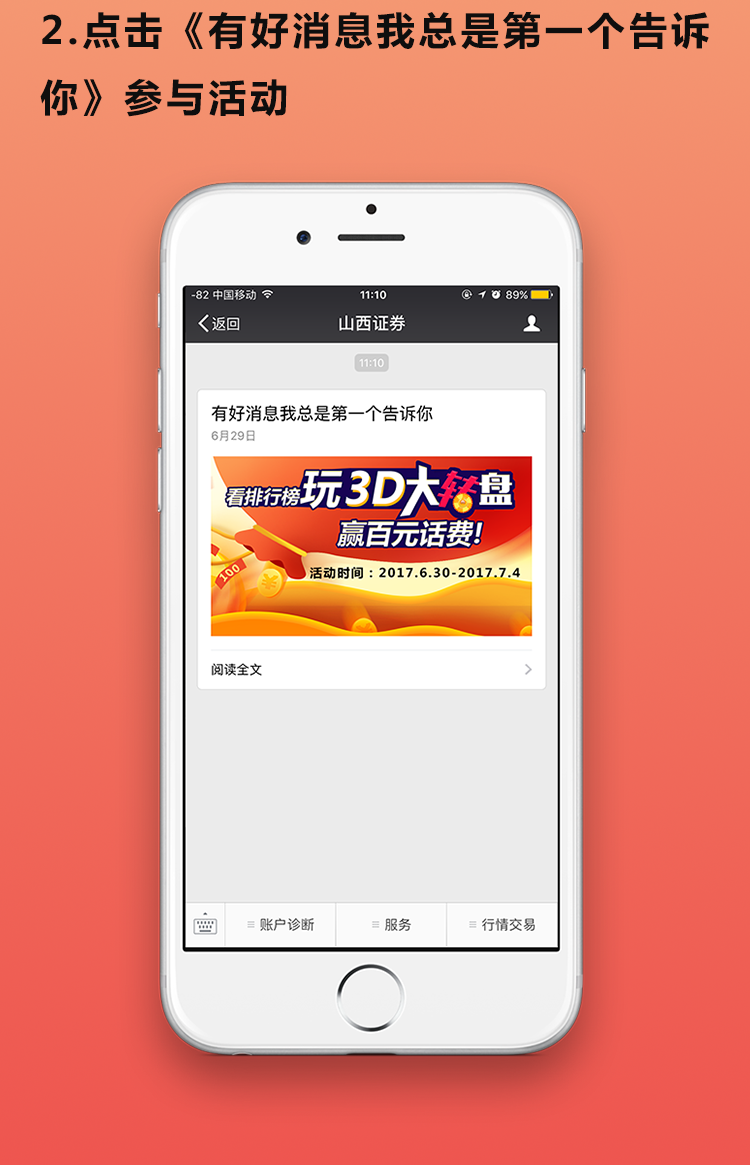 2.点击《有好消息我总是第一个告诉
你》参与活动
-82 中国移动 11:10 89%
返回 山西证券
11:10
有好消息我总是第一个告诉你
6月29日
看排行榜玩3D大转盘
赢百元话费!
100
活动时间：2017.6.30-2017.7.4
阅读全文
账户诊断 服务 行情交易